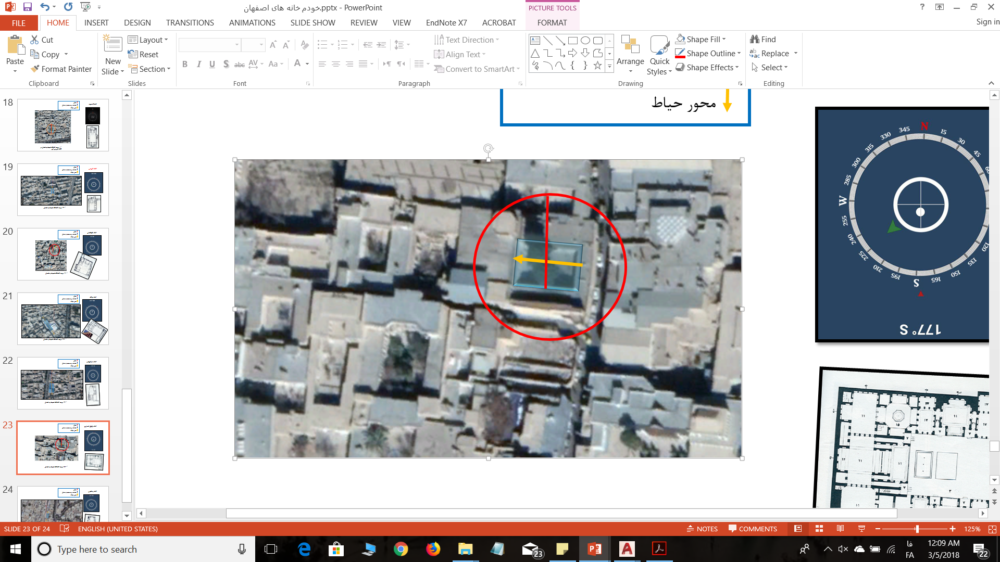 خودم خانه های اصفهان.pptx - PowerPoint
PICTURE TOOLS
?
FILE
HOME
INSERT
DESIGN
TRANSITIONS
ANIMATIONS
SLIDE SHOW
REVIEW
VIEW
EndNote X7
ACROBAT
FORMAT
Sign in
Paste
Cut
Copy
Format Painter
Clipboard
New Slide
Layout
Reset
Section
Slides
B I U S abc AV Aa A
Font
Text Direction
Align Text
Convert to SmartArt
Paragraph
Arrange
Quick Styles
Shape Fill
Shape Outline
Shape Effects
Drawing
Find
Replace
Select
Editing
18
19
20
21
22
23
24
محور حیاط
N
15
30
45
120
135
150
165
S
195
210
225
240
255
W
285
300
315
330
345
177° S
SLIDE 23 OF 24
ENGLISH (UNITED STATES)
NOTES
COMMENTS
125%
Type here to search
23
فا
FA
12:09 AM
3/5/2018
22